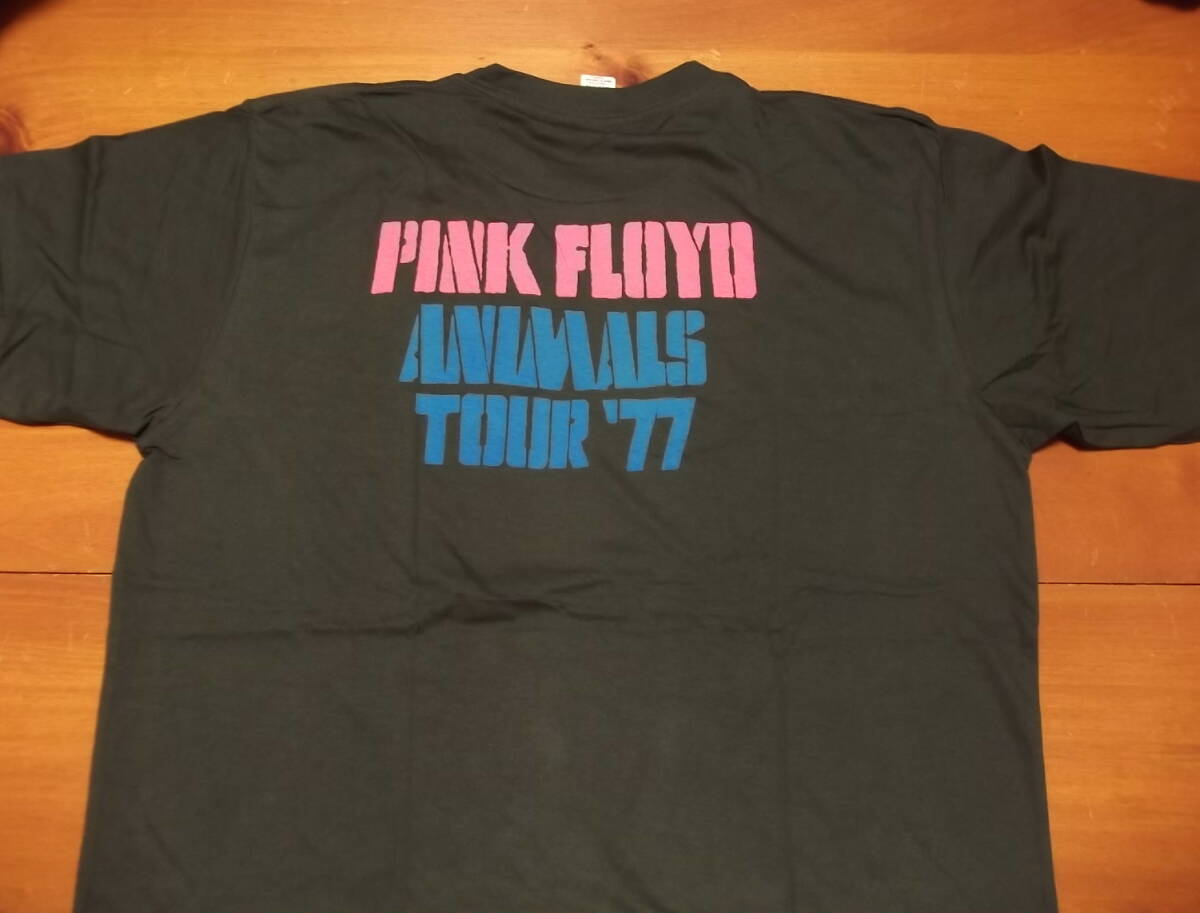 PINK FLOYD
ANIMALS
TOUR '77